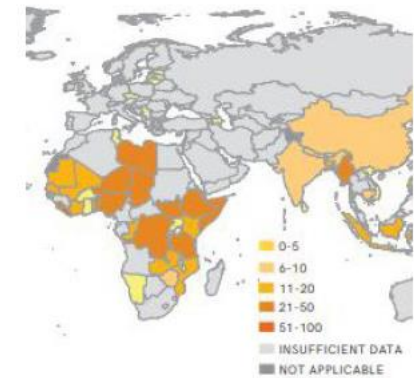 0-5
6-10
11-20
21-50
51-100
INSUFFICIENT DATA
NOT APPLICABLE